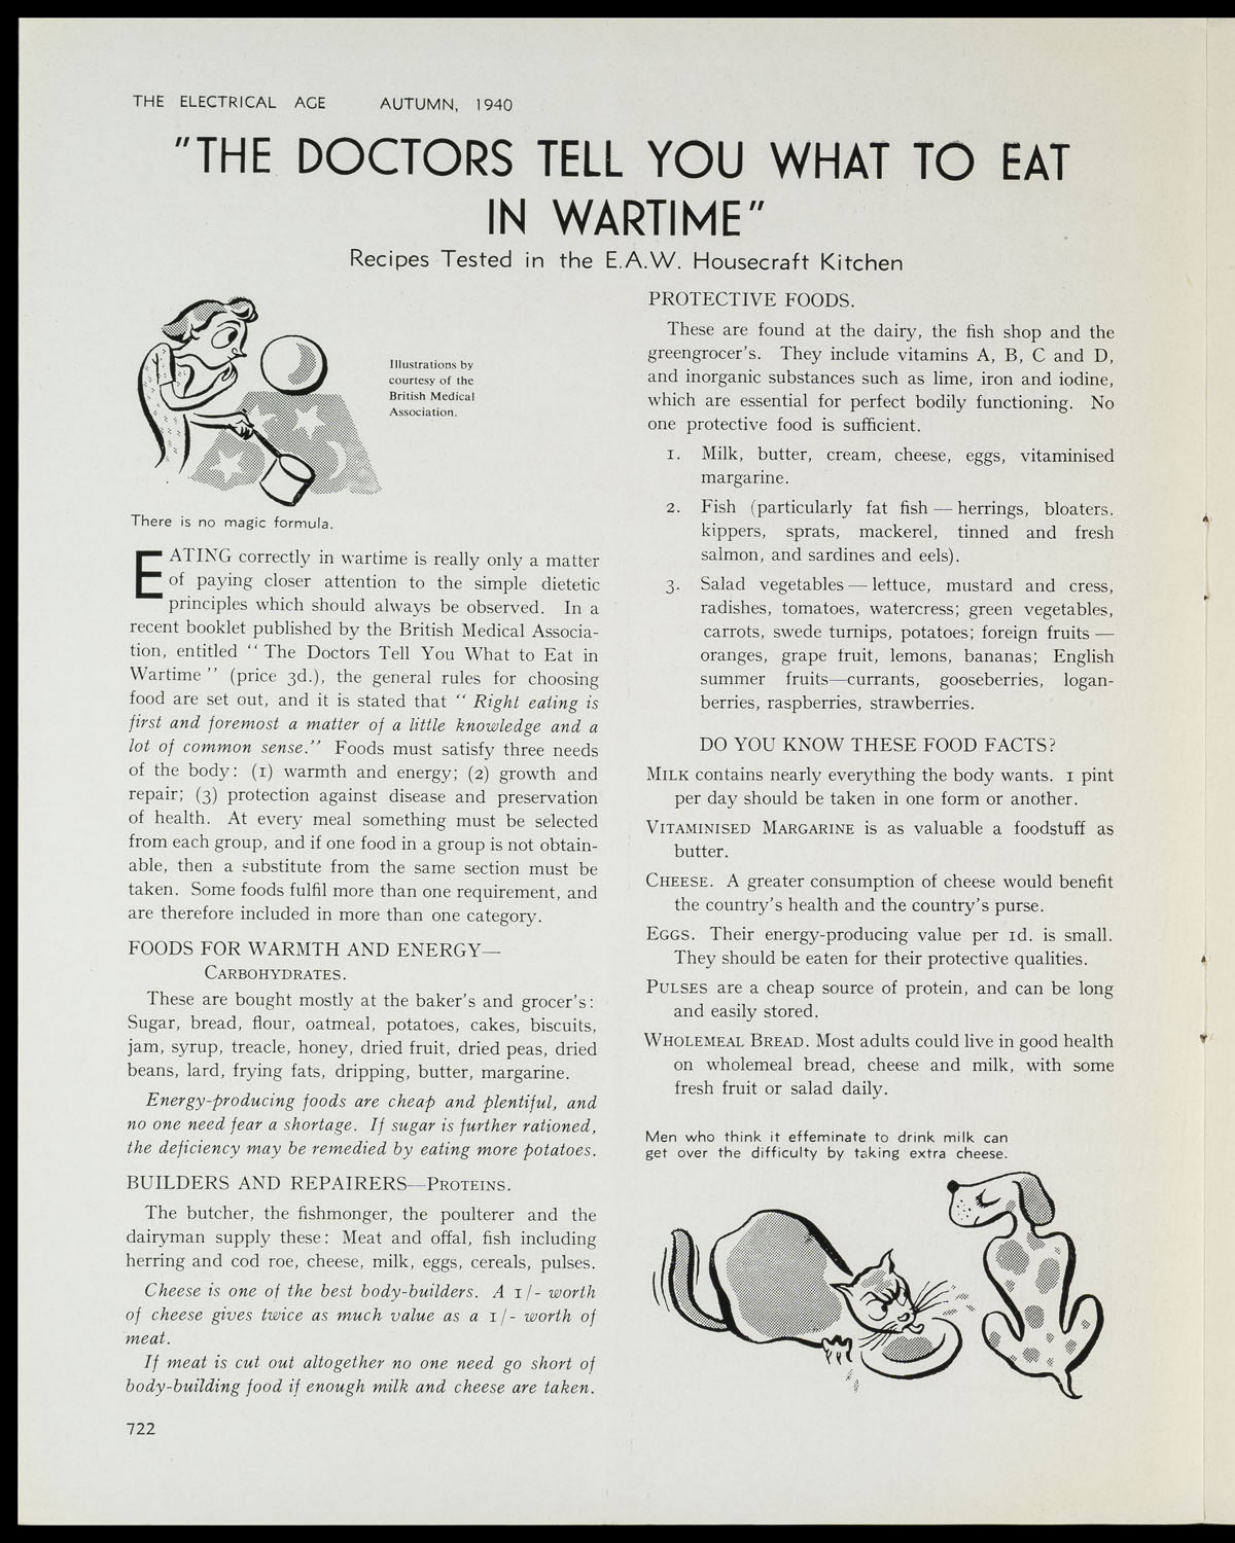 THE ELECTRICAL AGE AUTUMN, 1940
"THE DOCTORS TELL YOU WHAT TO EAT
IN WARTIME"
Recipes Tested in the E.A.W. Housecraft Kitchen
Illustrations by
courtesy of the
British Medical
Association.
There is no magic formula.
EATING correctly in wartime is really only a matter
of paying closer attention to the simple dietetic
principles which should always be observed. In a
recent booklet published by the British Medical Associa-
tion, entitled "The Doctors Tell You What to Eat in
Wartime" (price 3d.), the general rules for choosing
food are set out, and it is stated that "Right eating is
first and foremost a matter of a little knowledge and a
lot of common sense." Foods must satisfy three needs
of the body: (1) warmth and energy; (2) growth and
repair; (3) protection against disease and preservation
of health. At every meal something must be selected
from each group, and if one food in a group is not obtain-
able, then a substitute from the same section must be
taken. Some foods fulfil more than one requirement, and
are therefore included in more than one category.
FOODS FOR WARMTH AND ENERGY—
CARBOHYDRATES.
These are bought mostly at the baker's and grocer's:
Sugar, bread, flour, oatmeal, potatoes, cakes, biscuits,
jam, syrup, treacle, honey, dried fruit, dried peas, dried
beans, lard, frying fats, dripping, butter, margarine.
Energy-producing foods are cheap and plentiful, and
no one need fear a shortage. If sugar is further rationed,
the deficiency may be remedied by eating more potatoes.
BUILDERS AND REPAIRERS—PROTEINS.
The butcher, the fishmonger, the poulterer and the
dairyman supply these: Meat and offal, fish including
herring and cod roe, cheese, milk, eggs, cereals, pulses.
Cheese is one of the best body-builders. A 1/- worth
of cheese gives twice as much value as a 1/- worth of
meat.
If meat is cut out altogether no one need go short of
body-building food if enough milk and cheese are taken.
722
PROTECTIVE FOODS.
These are found at the dairy, the fish shop and the
greengrocer's. They include vitamins A, B, C and D,
and inorganic substances such as lime, iron and iodine,
which are essential for perfect bodily functioning. No
one protective food is sufficient.
1. Milk, butter, cream, cheese, eggs, vitaminised
margarine.
2. Fish (particularly fat fish — herrings, bloaters,
kippers, sprats, mackerel, tinned and fresh
salmon, and sardines and eels).
3. Salad vegetables — lettuce, mustard and cress,
radishes, tomatoes, watercress; green vegetables,
carrots, swede turnips, potatoes; foreign fruits —
oranges, grape fruit, lemons, bananas; English
summer fruits—currants, gooseberries, logan-
berries, raspberries, strawberries.
DO YOU KNOW THESE FOOD FACTS?
MILK contains nearly everything the body wants. 1 pint
per day should be taken in one form or another.
VITAMINISED MARGARINE is as valuable a foodstuff as
butter.
CHEESE. A greater consumption of cheese would benefit
the country's health and the country's purse.
EGGS. Their energy-producing value per 1d. is small.
They should be eaten for their protective qualities.
PULSES are a cheap source of protein, and can be long
and easily stored.
WHOLEMEAL BREAD. Most adults could live in good health
on wholemeal bread, cheese and milk, with some
fresh fruit or salad daily.
Men who think it effeminate to drink milk can
get over the difficulty by taking extra cheese.